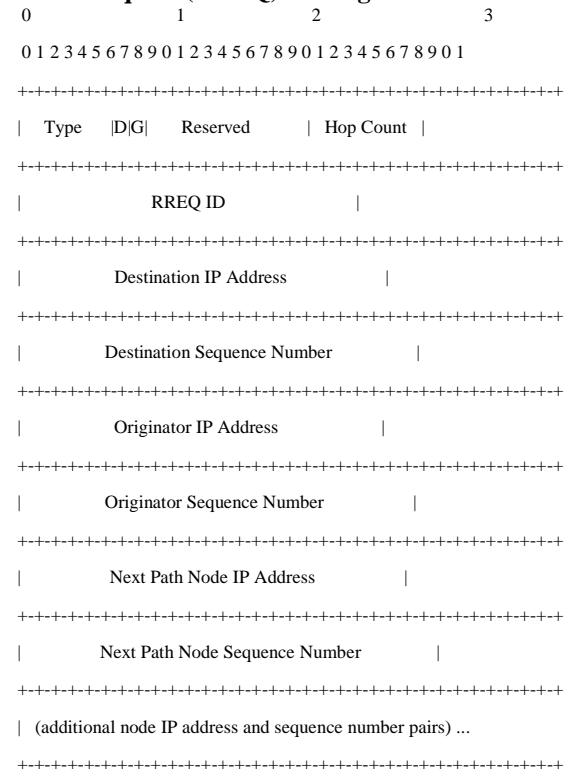 0 1 2 3
0 1 2 3 4 5 6 7 8 9 0 1 2 3 4 5 6 7 8 9 0 1 2 3 4 5 6 7 8 9 0 1
+-+-+-+-+-+-+-+-+-+-+-+-+-+-+-+-+-+-+-+-+-+-+-+-+-+-+-+-+-+-+-+-+
| Type |D|G| Reserved | Hop Count |
+-+-+-+-+-+-+-+-+-+-+-+-+-+-+-+-+-+-+-+-+-+-+-+-+-+-+-+-+-+-+-+-+
| RREQ ID |
+-+-+-+-+-+-+-+-+-+-+-+-+-+-+-+-+-+-+-+-+-+-+-+-+-+-+-+-+-+-+-+-+
| Destination IP Address |
+-+-+-+-+-+-+-+-+-+-+-+-+-+-+-+-+-+-+-+-+-+-+-+-+-+-+-+-+-+-+-+-+
| Destination Sequence Number |
+-+-+-+-+-+-+-+-+-+-+-+-+-+-+-+-+-+-+-+-+-+-+-+-+-+-+-+-+-+-+-+-+
| Originator IP Address |
+-+-+-+-+-+-+-+-+-+-+-+-+-+-+-+-+-+-+-+-+-+-+-+-+-+-+-+-+-+-+-+-+
| Originator Sequence Number |
+-+-+-+-+-+-+-+-+-+-+-+-+-+-+-+-+-+-+-+-+-+-+-+-+-+-+-+-+-+-+-+-+
| Next Path Node IP Address |
+-+-+-+-+-+-+-+-+-+-+-+-+-+-+-+-+-+-+-+-+-+-+-+-+-+-+-+-+-+-+-+-+
| Next Path Node Sequence Number |
+-+-+-+-+-+-+-+-+-+-+-+-+-+-+-+-+-+-+-+-+-+-+-+-+-+-+-+-+-+-+-+-+
| (additional node IP address and sequence number pairs) ...
+-+-+-+-+-+-+-+-+-+-+-+-+-+-+-+-+-+-+-+-+-+-+-+-+-+-+-+-+-+-+-+-+